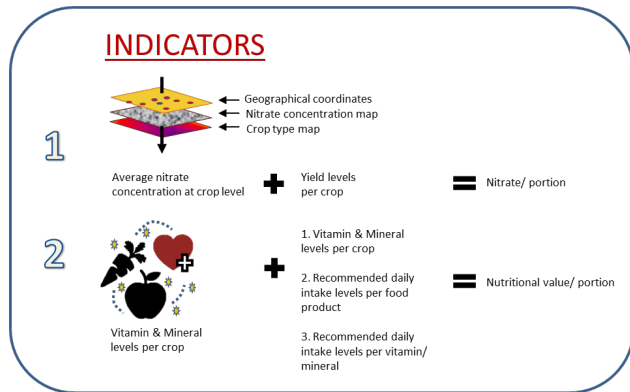 INDICATORS
Geographical coordinates
Nitrate concentration map
Crop type map
1
Average nitrate
concentration at crop level
Yield levels
per crop
Nitrate/ portion
2
Vitamin & Mineral
levels per crop
1. Vitamin & Mineral
levels per crop
2. Recommended daily
intake levels per food
product
3. Recommended daily
intake levels per vitamin/
mineral
Nutritional value/ portion